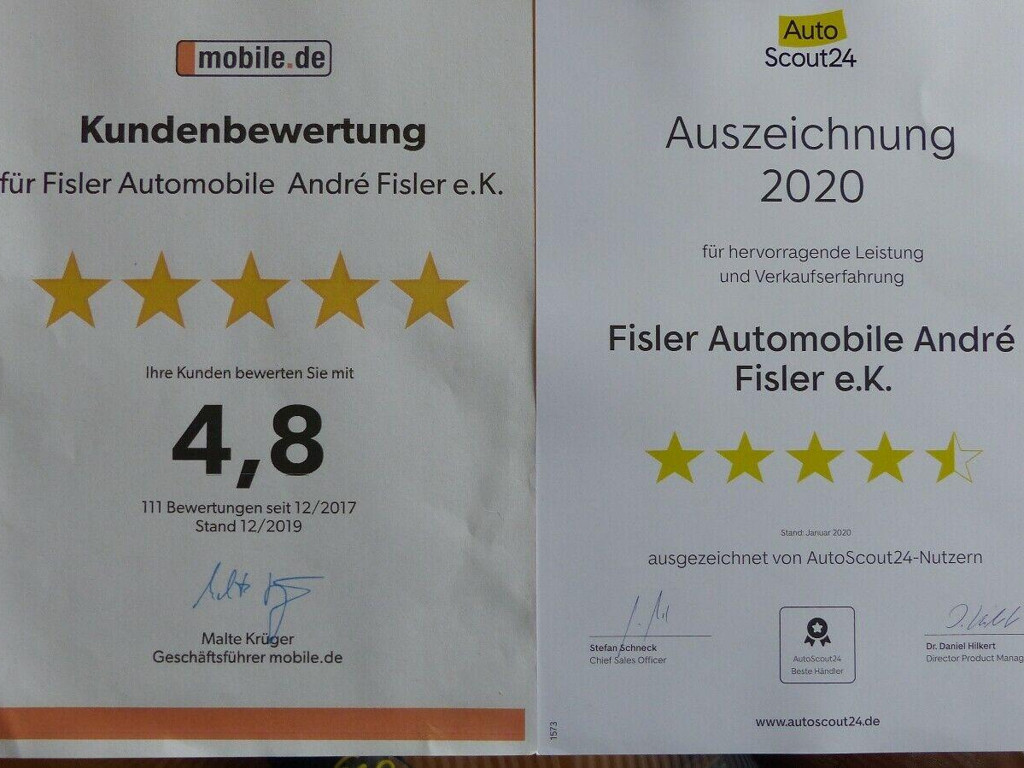 mobile.de
Kundenbewertung
für Fisler Automobile André Fisler e.K.
Ihre Kunden bewerten Sie mit
4,8
111 Bewertungen seit 12/2017
Stand 12/2019
Malte Krüger
Geschäftsführer mobile.de
Auto
Scout24
Auszeichnung
2020
für hervorragende Leistung
und Verkaufserfahrung
Fisler Automobile André
Fisler e.K.
Stand: Januar 2020
ausgezeichnet von AutoScout24-Nutzern
Stefan Schneck
Chief Sales Officer
AutoScout24
Beste Händler
Dr. Daniel Hilkert
Director Product Manag
www.autoscout24.de
1573